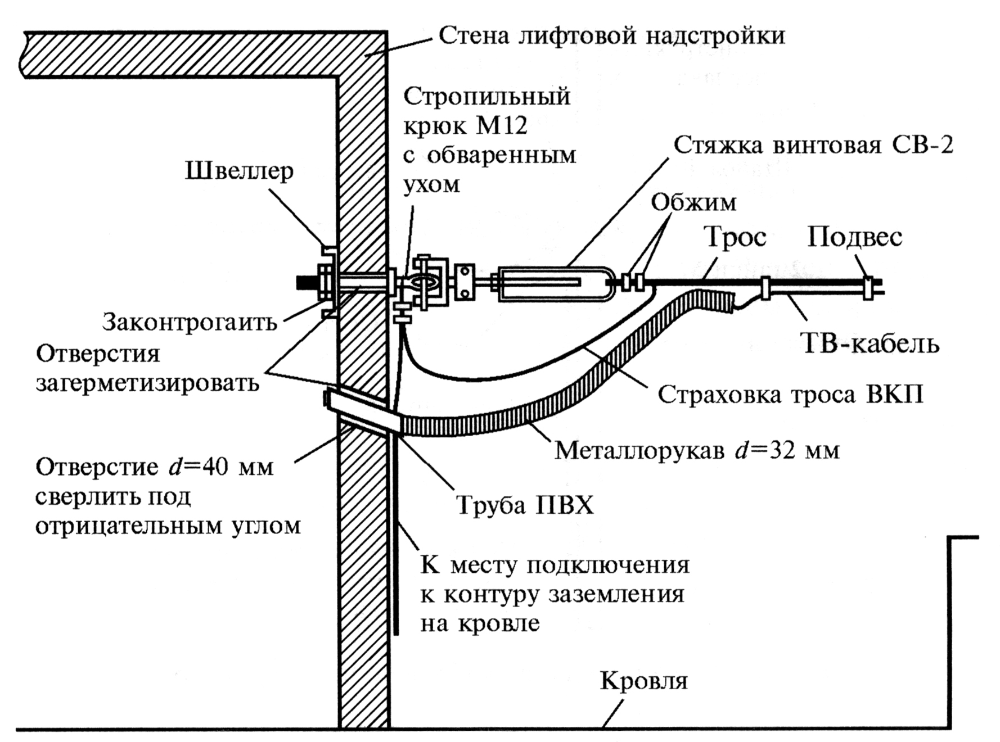 Стена лифтовой надстройки
Стропильный
крюк М12
с обваренным
ухом
Стяжка винтовая СВ-2
Швеллер
Обжим
Трос
Подвес
Законтрогаить
Отверстия
загерметизировать
ТВ-кабель
Страховка троса ВКП
Металлорукав d=32 мм
Отверстие d=40 мм
сверлить под
отрицательным углом
Труба ПВХ
К месту подключения
к контуру заземления
на кровле
Кровля